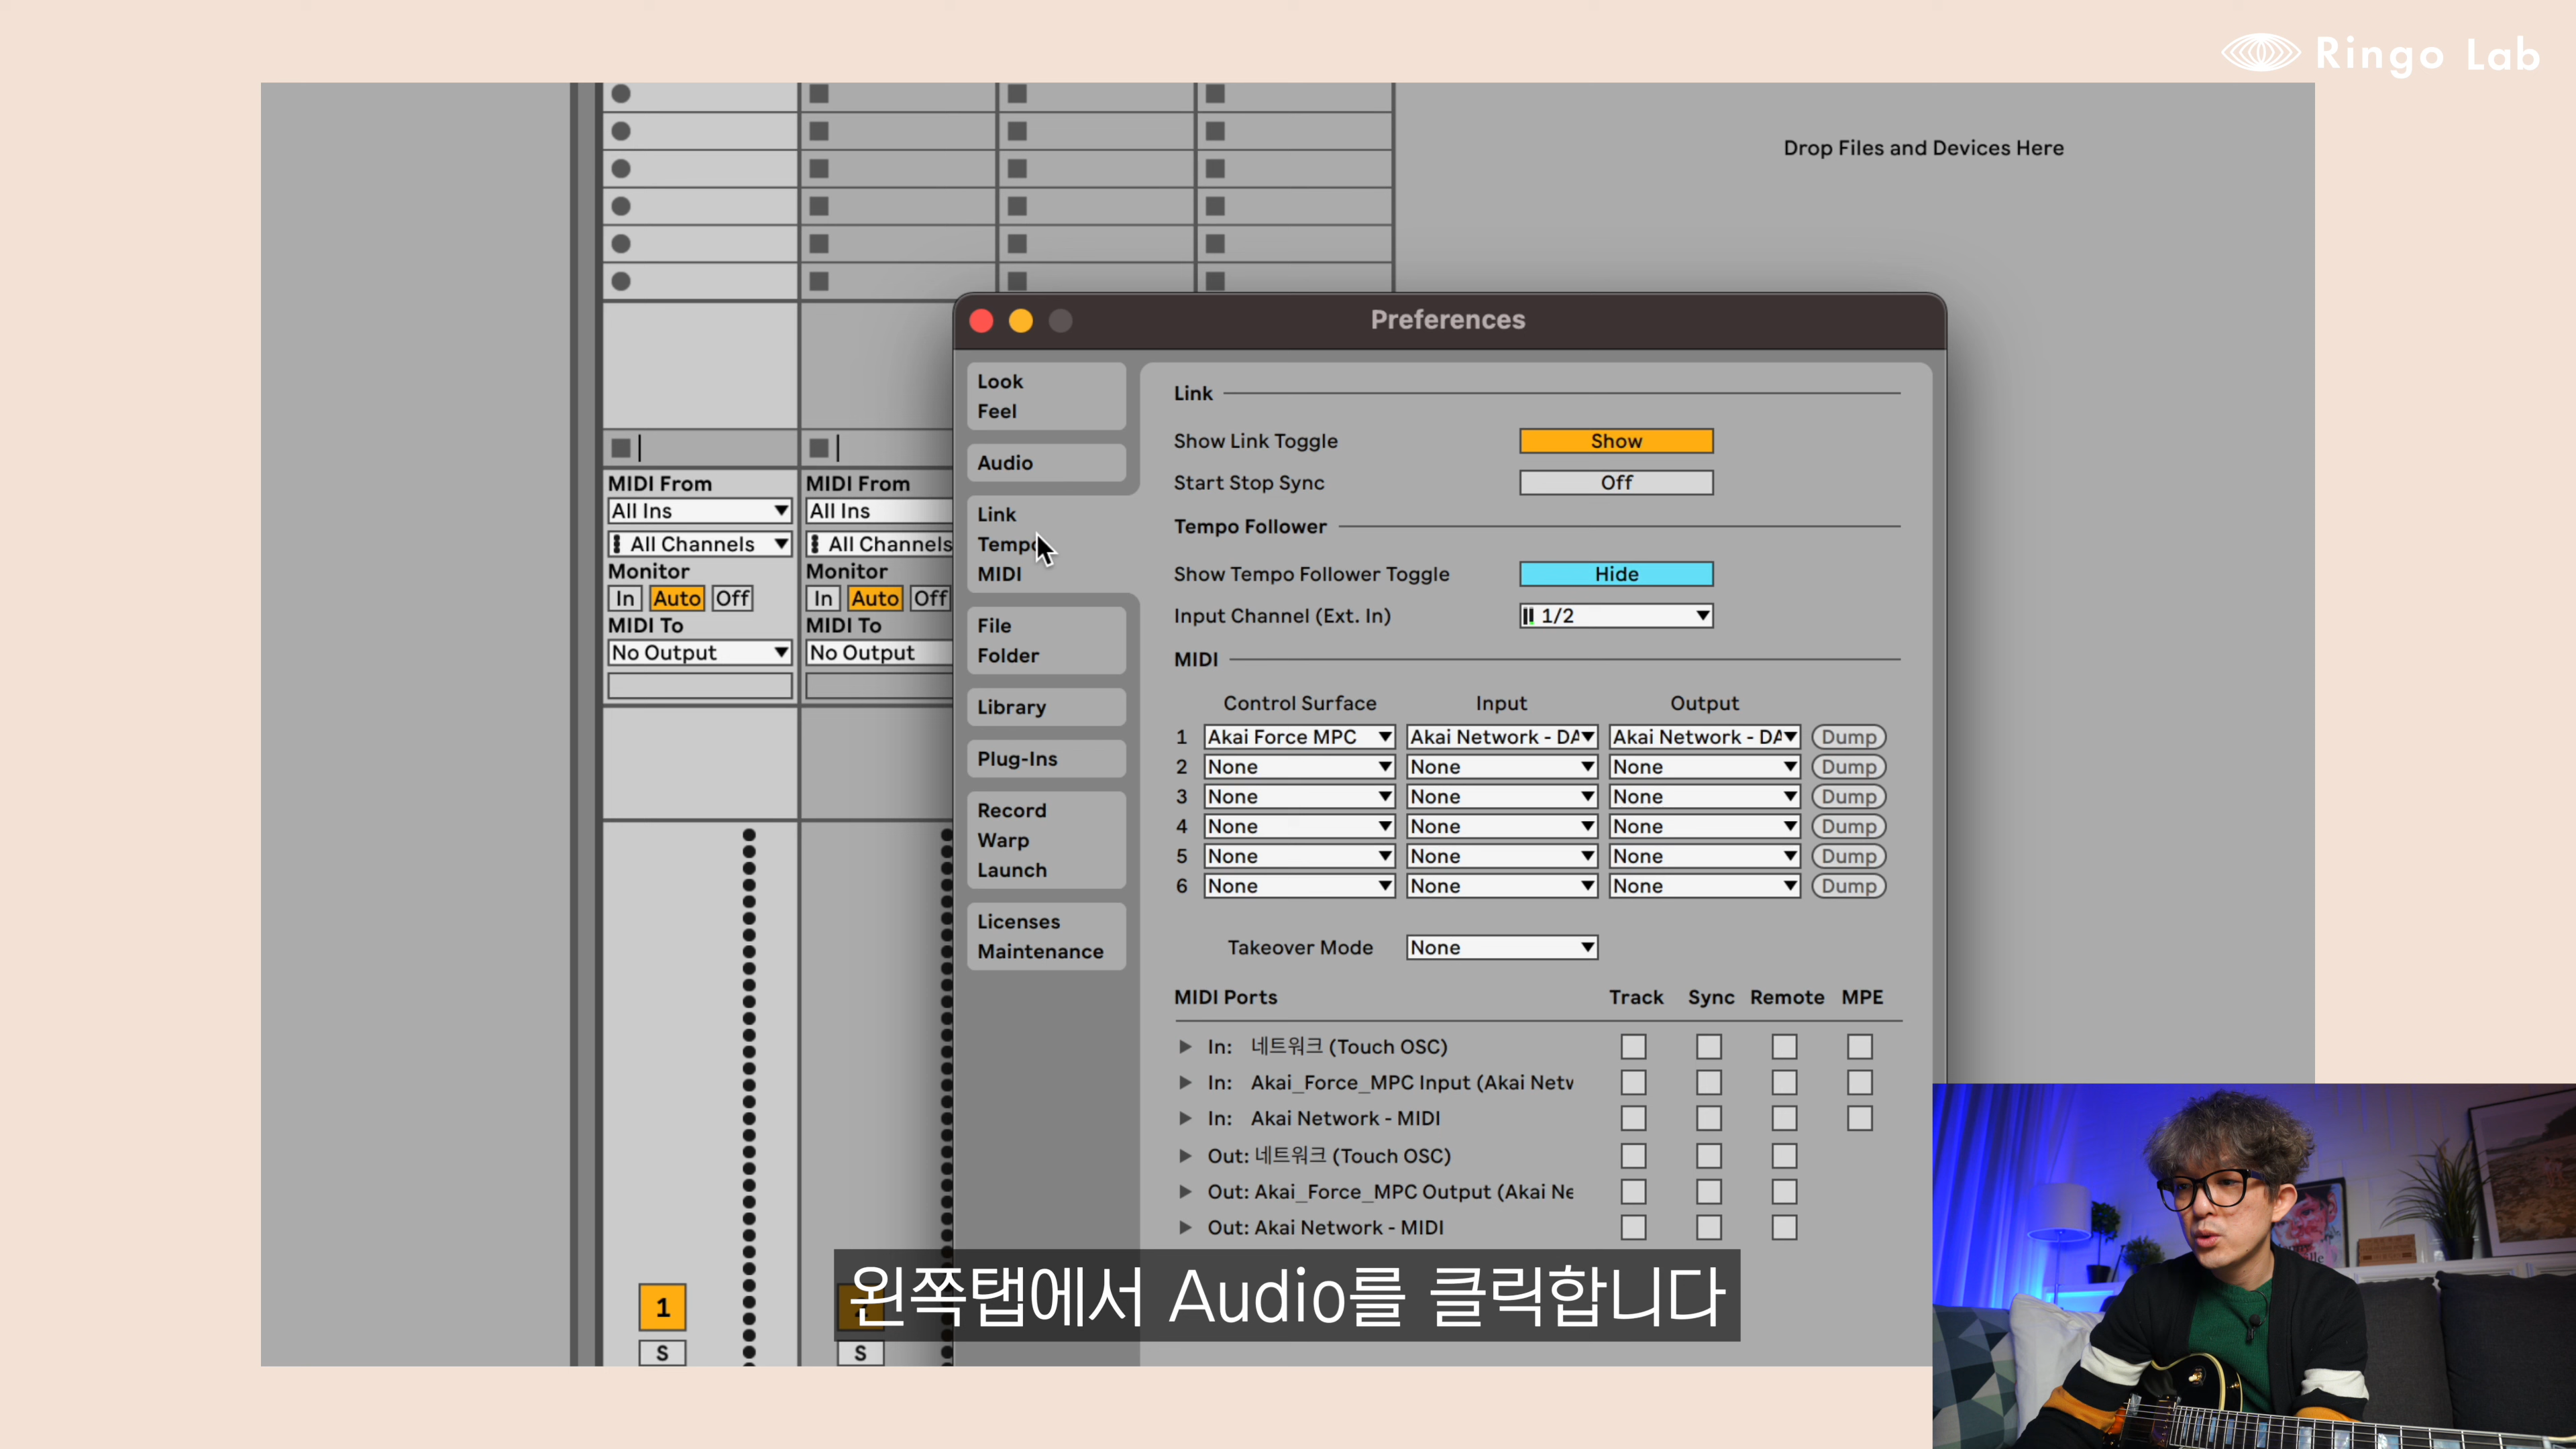 Ringo Lab
Drop Files and Devices Here
MIDI From
All Ins
All Channels
Monitor
In Auto Off
MIDI To
No Output
1
S
MIDI From
All Ins
All Channels
Monitor
In Auto Off
MIDI To
No Output
S
Preferences
Look
Feel
Audio
Link
Tempo
MIDI
File
Folder
Library
Plug-Ins
Record
Warp
Launch
Licenses
Maintenance
Link
Show Link Toggle Show
Start Stop Sync Off
Tempo Follower
Show Tempo Follower Toggle Hide
Input Channel (Ext. In) 1/2
MIDI
Control Surface Input Output
1 Akai Force MPC Akai Network - DA Akai Network - DA Dump
2 None None None Dump
3 None None None Dump
4 None None None Dump
5 None None None Dump
6 None None None Dump
Takeover Mode None
MIDI Ports Track Sync Remote MPE
In: 네트워크 (Touch OSC)
In: Akai_Force_MPC Input (Akai Netw
In: Akai Network - MIDI
Out: 네트워크 (Touch OSC)
Out: Akai_Force_MPC Output (Akai Ne
Out: Akai Network - MIDI
왼쪽탭에서 Audio를 클릭합니다